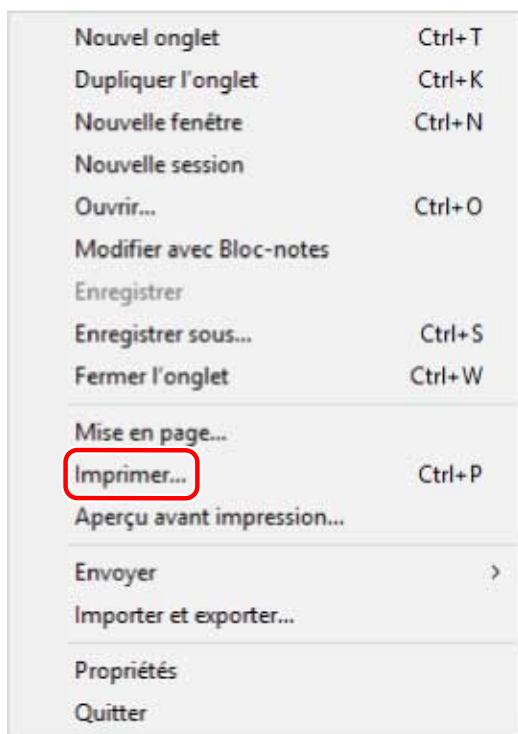 Nouvel onglet Ctrl+T
Dupliquer l'onglet Ctrl+K
Nouvelle fenêtre Ctrl+N
Nouvelle session
Ouvrir... Ctrl+O
Modifier avec Bloc-notes
Enregistrer
Enregistrer sous... Ctrl+S
Fermer l'onglet Ctrl+W
Mise en page...
Imprimer... Ctrl+P
Aperçu avant impression...
Envoyer >
Importer et exporter...
Propriétés
Quitter